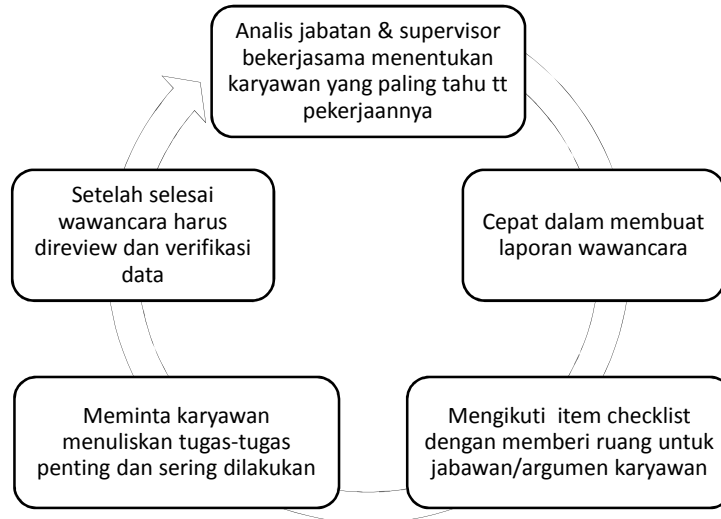 Analis jabatan & supervisor
bekerjasama menentukan
karyawan yang paling tahu tt
pekerjaannya
Cepat dalam membuat
laporan wawancara
Mengikuti item checklist
dengan memberi ruang untuk
jabawan/argumen karyawan
Meminta karyawan
menuliskan tugas-tugas
penting dan sering dilakukan
Setelah selesai
wawancara harus
direview dan verifikasi
data